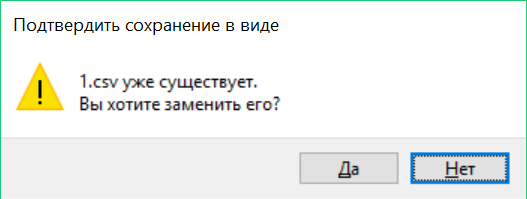 Подтвердить сохранение в виде
1.csv уже существует.
Вы хотите заменить его?
Да
Нет